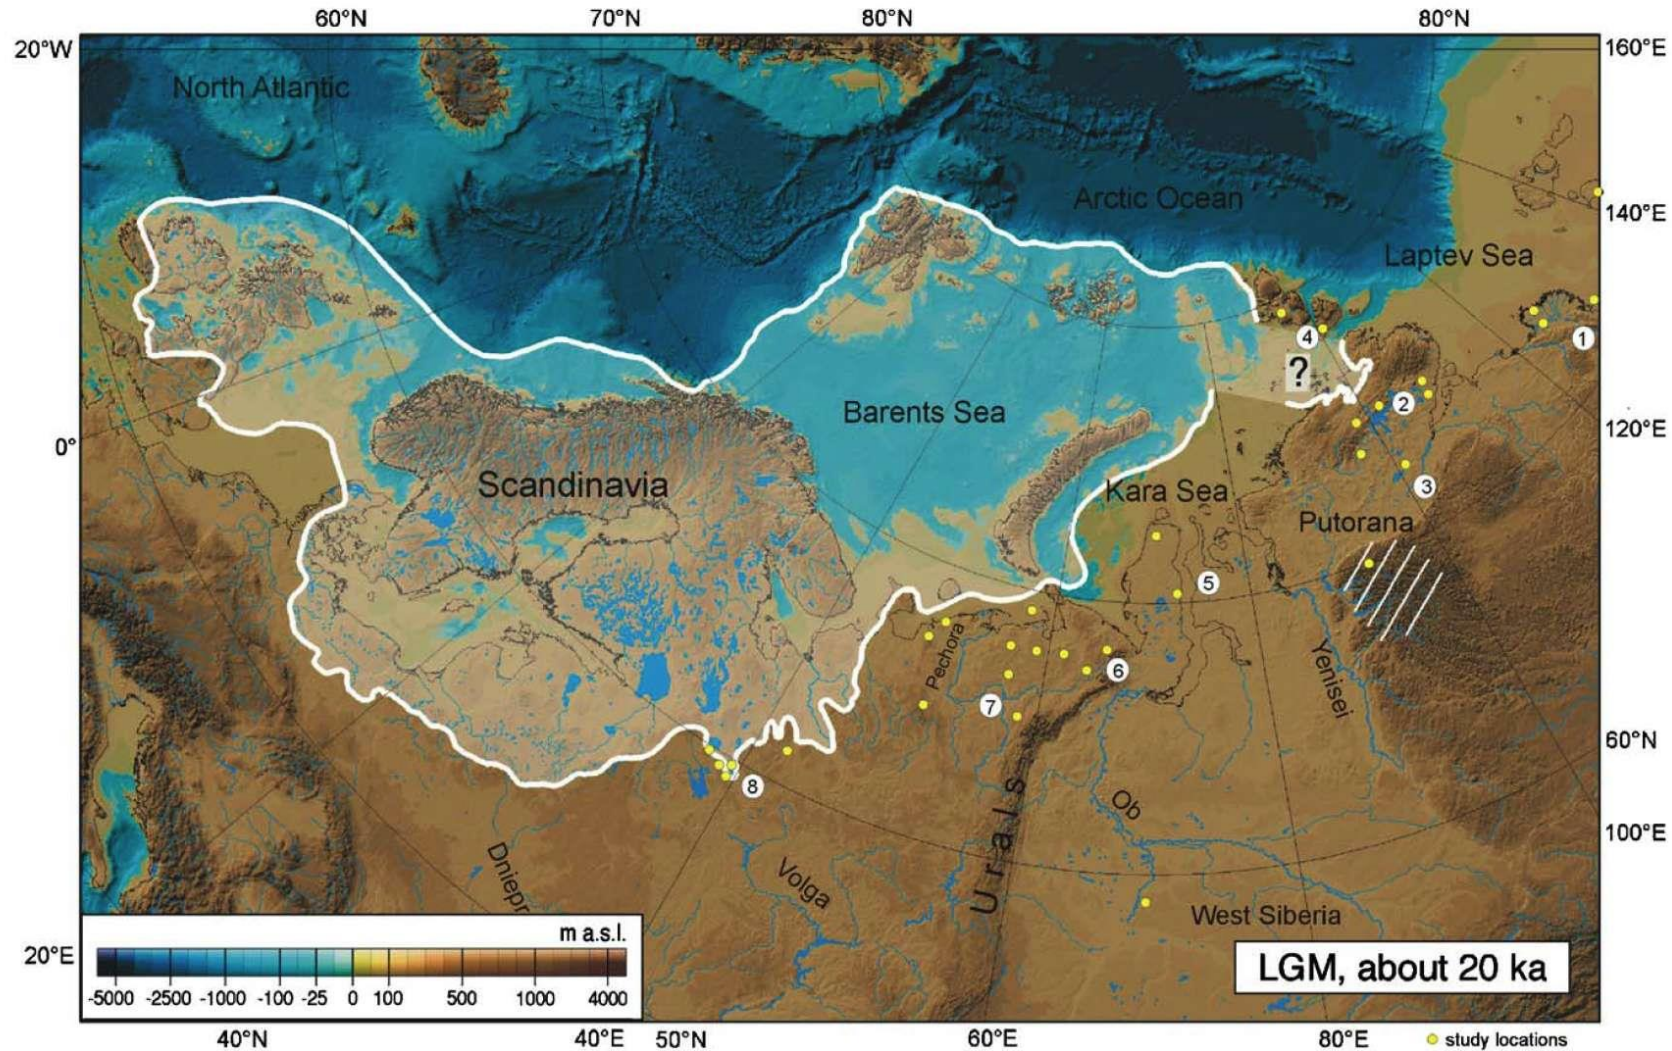 60°N 70°N 80°N 80°N
20°W 160°E
North Atlantic
Arctic Ocean
140°E
Laptev Sea
1
4
?
2
Barents Sea
0° 120°E
Scandinavia
Kara Sea
3
Putorana
5
Pechora
6
Yenisei
7
60°N
8
Ob
Urals
100°E
Dniepr
Volga
West Siberia
m a.s.l.
20°E
LGM, about 20 ka
-5000 -2500 -1000 -100 -25 0 100 500 1000 4000
40°N 40°E 50°N 60°E 80°E study locations